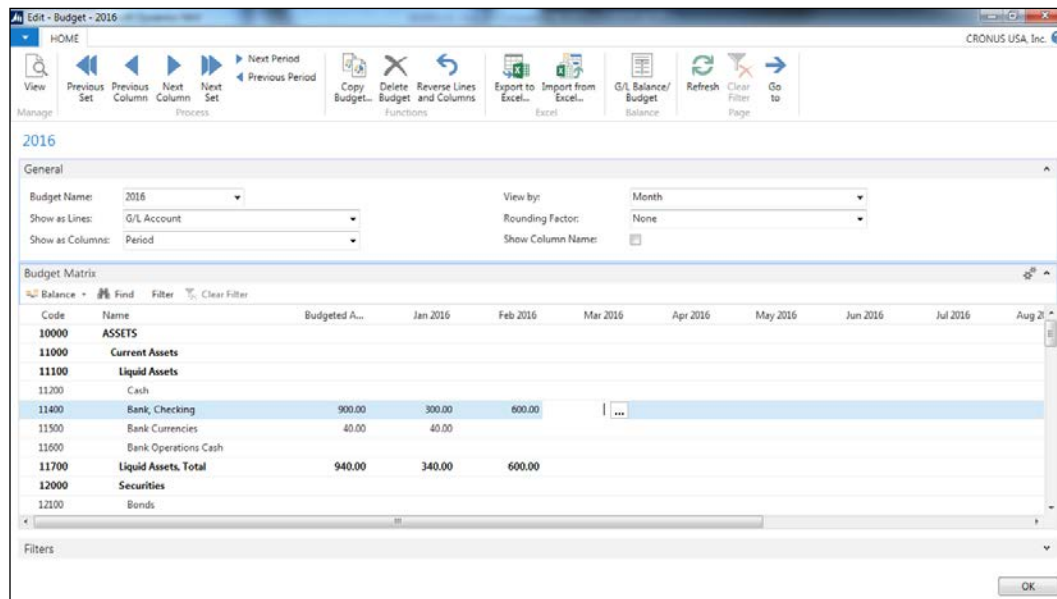 Edit - Budget - 2016
HOME
CRONUS USA, Inc.
View
Previous Set
Previous Column
Next Column
Next Set
Next Period
Previous Period
Copy Budget...
Delete Budget
Reverse Lines and Columns
Export to Excel...
Import from Excel...
G/L Balance/ Budget
Refresh
Clear Filter
Go to
Manage
Process
Functions
Excel
Balance
Page
2016
General
Budget Name: 2016 View by: Month
Show as Lines: G/L Account Rounding Factor: None
Show as Columns: Period Show Column Name:
Budget Matrix
Balance Find Filter Clear Filter
Code Name Budgeted A... Jan 2016 Feb 2016 Mar 2016 Apr 2016 May 2016 Jun 2016 Jul 2016 Aug 2
10000 ASSETS
11000 Current Assets
11100 Liquid Assets
11200 Cash
11400 Bank, Checking 900.00 300.00 600.00 ...
11500 Bank Currencies 40.00 40.00
11600 Bank Operations Cash
11700 Liquid Assets, Total 940.00 340.00 600.00
12000 Securities
12100 Bonds
Filters
OK